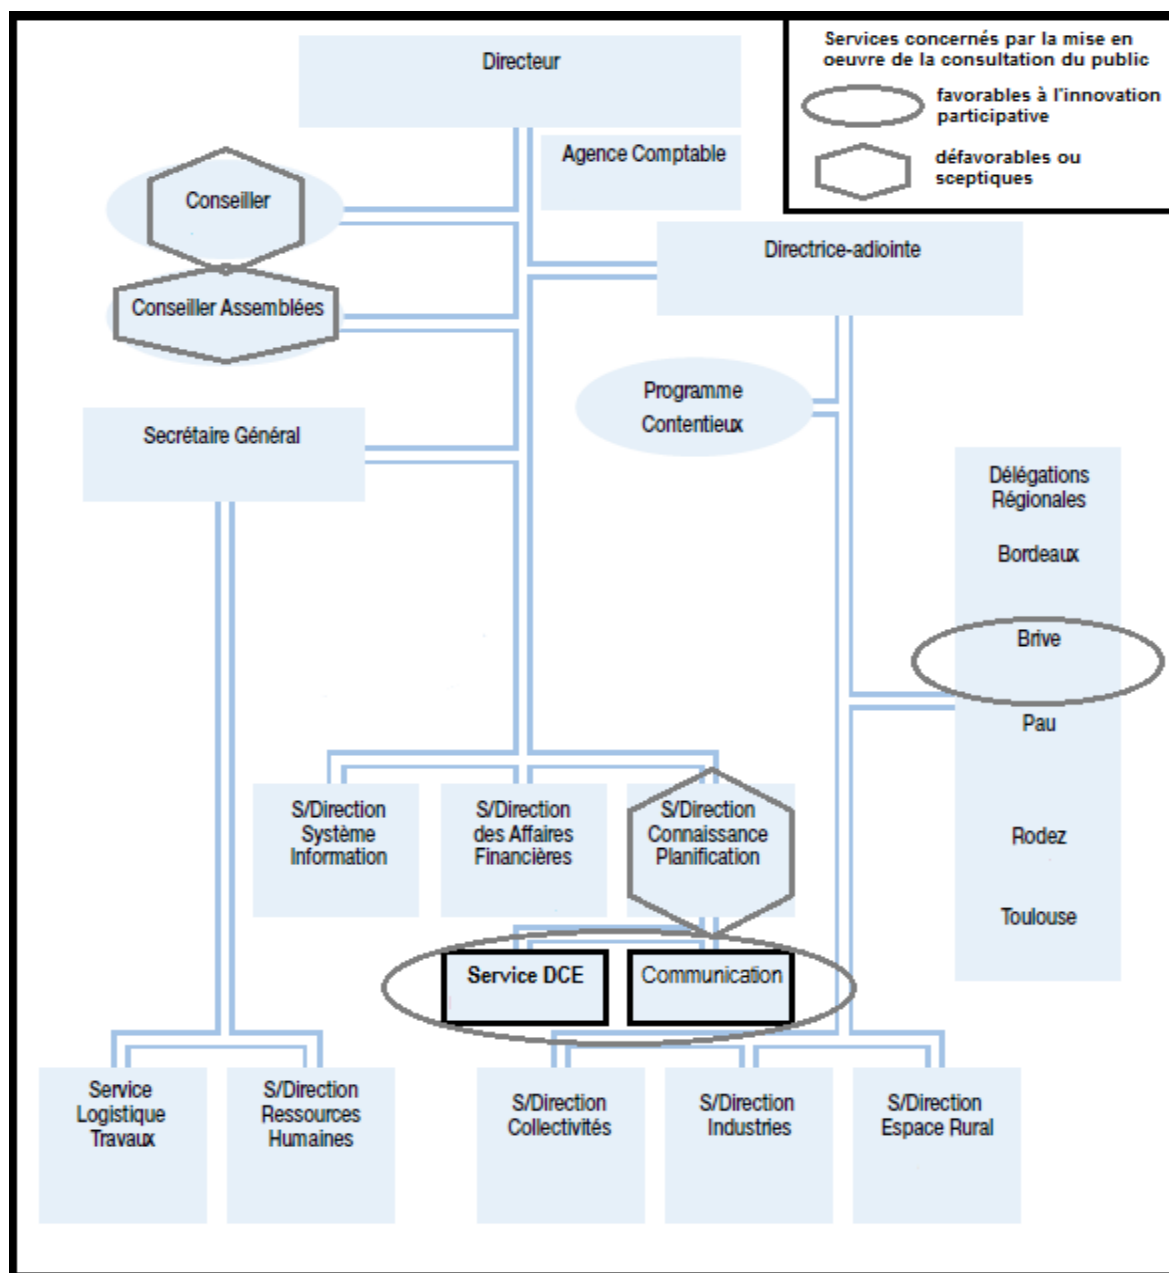 Services concernés par la mise en
oeuvre de la consultation du public
favorables à l'innovation
participative
défavorables ou
sceptiques
Directeur
Agence Comptable
Conseiller
Directrice-adiointe
Conseiller Assemblées
Programme
Contentieux
Secrétaire Général
Délégations
Régionales
Bordeaux
Brive
Pau
Rodez
Toulouse
S/Direction
Système
Information
S/Direction
des Affaires
Financières
S/Direction
Connaissance
Planification
Service DCE
Communication
Service
Logistique
Travaux
S/Direction
Ressources
Humaines
S/Direction
Collectivités
S/Direction
Industries
S/Direction
Espace Rural